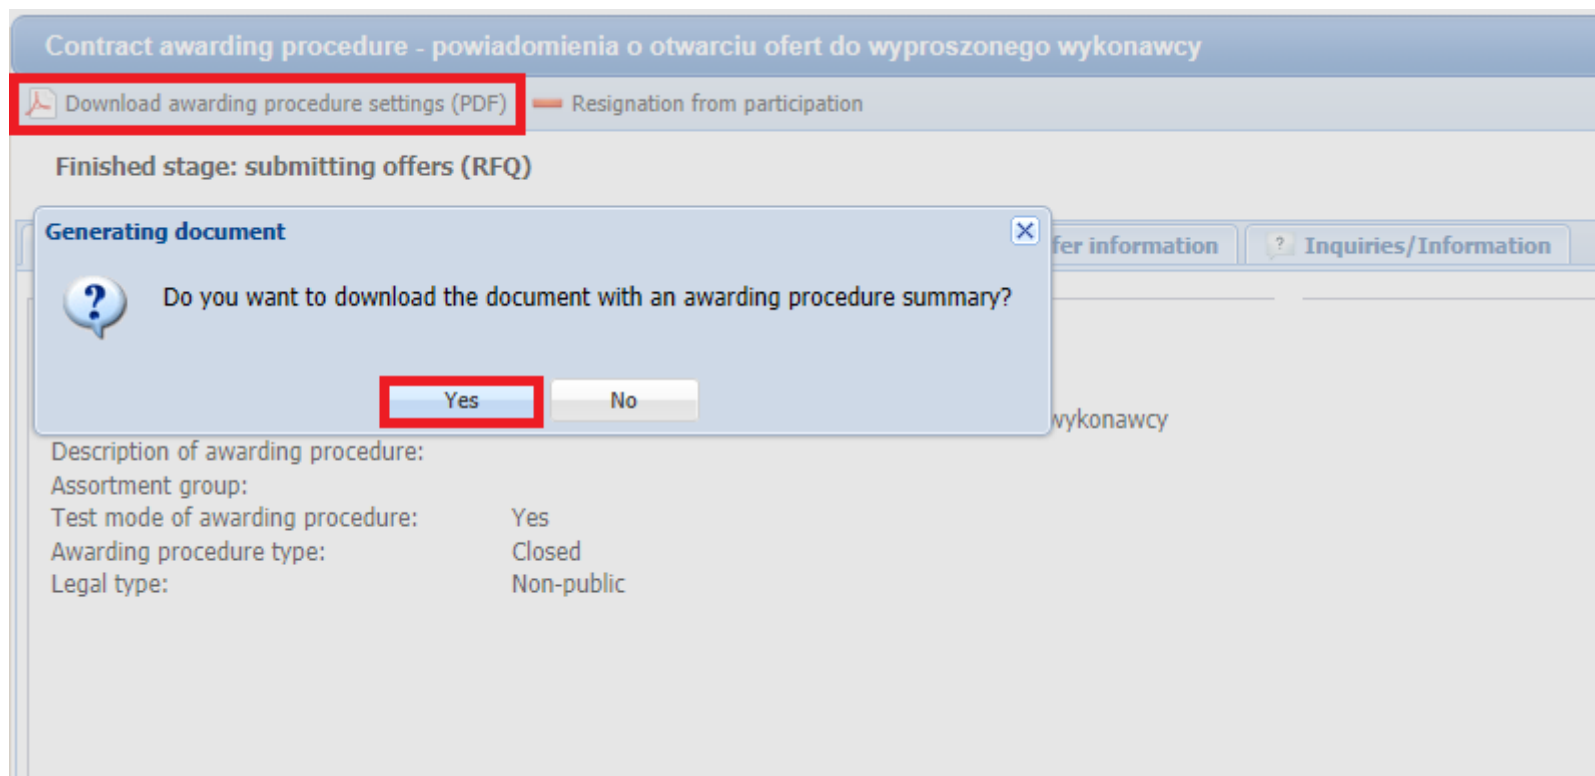 Contract awarding procedure - powiadomienia o otwarciu ofert do wyproszonego wykonawcy
Download awarding procedure settings (PDF) Resignation from participation
Finished stage: submitting offers (RFQ)
Generating document
fer information ? Inquiries/Information
? Do you want to download the document with an awarding procedure summary?
Yes No
wykonawcy
Description of awarding procedure:
Assortment group:
Test mode of awarding procedure: Yes
Awarding procedure type: Closed
Legal type: Non-public